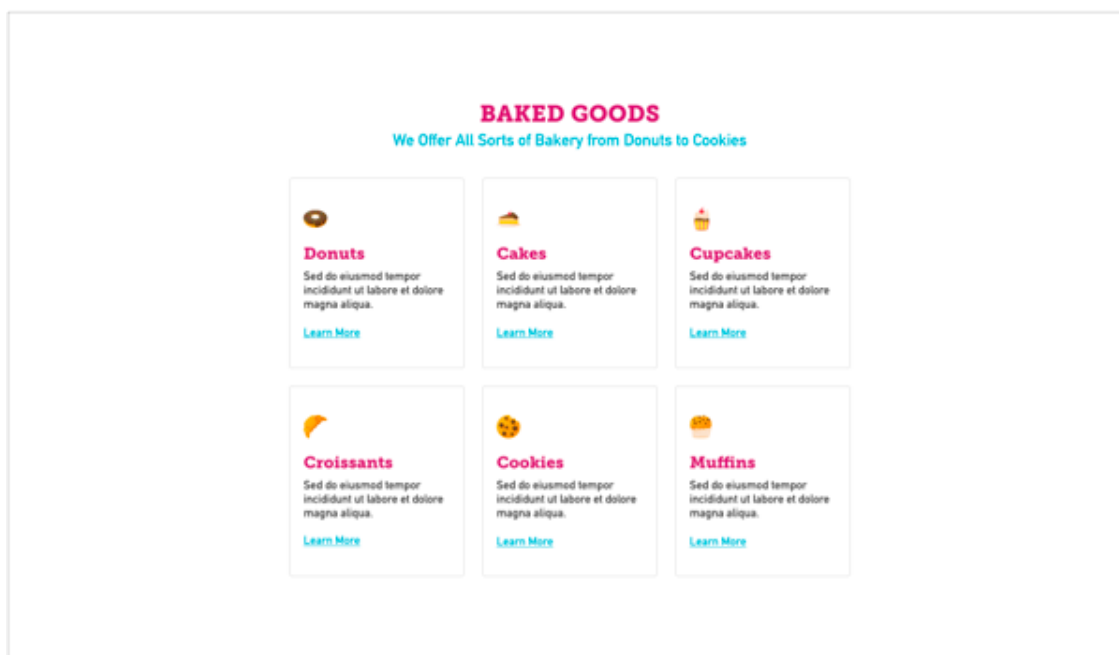 BAKED GOODS
We Offer All Sorts of Bakery from Donuts to Cookies
Donuts
Sed do eiusmod tempor
incididunt ut labore et dolore
magna aliqua.
Learn More
Cakes
Sed do eiusmod tempor
incididunt ut labore et dolore
magna aliqua.
Learn More
Cupcakes
Sed do eiusmod tempor
incididunt ut labore et dolore
magna aliqua.
Learn More
Croissants
Sed do eiusmod tempor
incididunt ut labore et dolore
magna aliqua.
Learn More
Cookies
Sed do eiusmod tempor
incididunt ut labore et dolore
magna aliqua.
Learn More
Muffins
Sed do eiusmod tempor
incididunt ut labore et dolore
magna aliqua.
Learn More